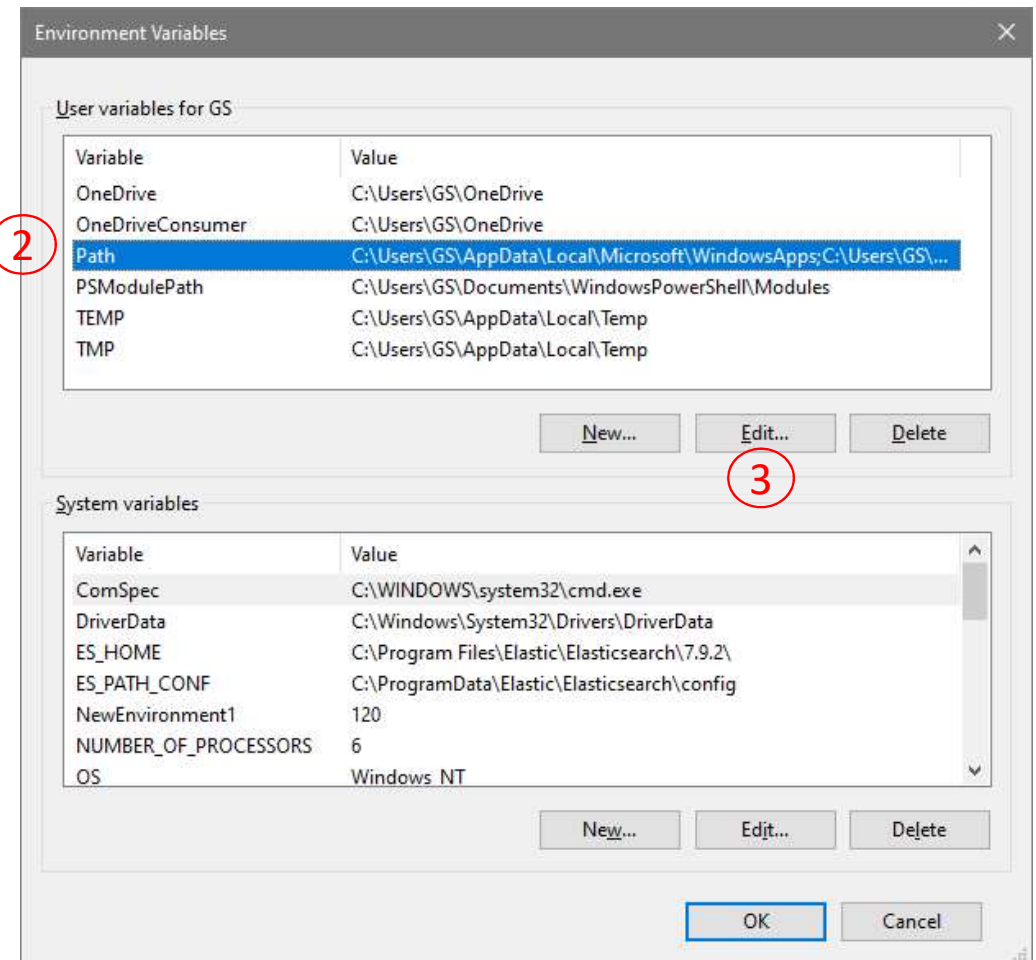 Environment Variables
User variables for GS
Variable Value
OneDrive C:\Users\GS\OneDrive
OneDriveConsumer C:\Users\GS\OneDrive
2
Path C:\Users\GS\AppData\Local\Microsoft\WindowsApps;C:\Users\GS\...
PSModulePath C:\Users\GS\Documents\WindowsPowerShell\Modules
TEMP C:\Users\GS\AppData\Local\Temp
TMP C:\Users\GS\AppData\Local\Temp
New... Edit... Delete
3
System variables
Variable Value
ComSpec C:\WINDOWS\system32\cmd.exe
DriverData C:\Windows\System32\Drivers\DriverData
ES_HOME C:\Program Files\Elastic\Elasticsearch\7.9.2\
ES_PATH_CONF C:\ProgramData\Elastic\Elasticsearch\config
NewEnvironment1 120
NUMBER_OF_PROCESSORS 6
OS Windows_NT
New... Edit... Delete
OK Cancel